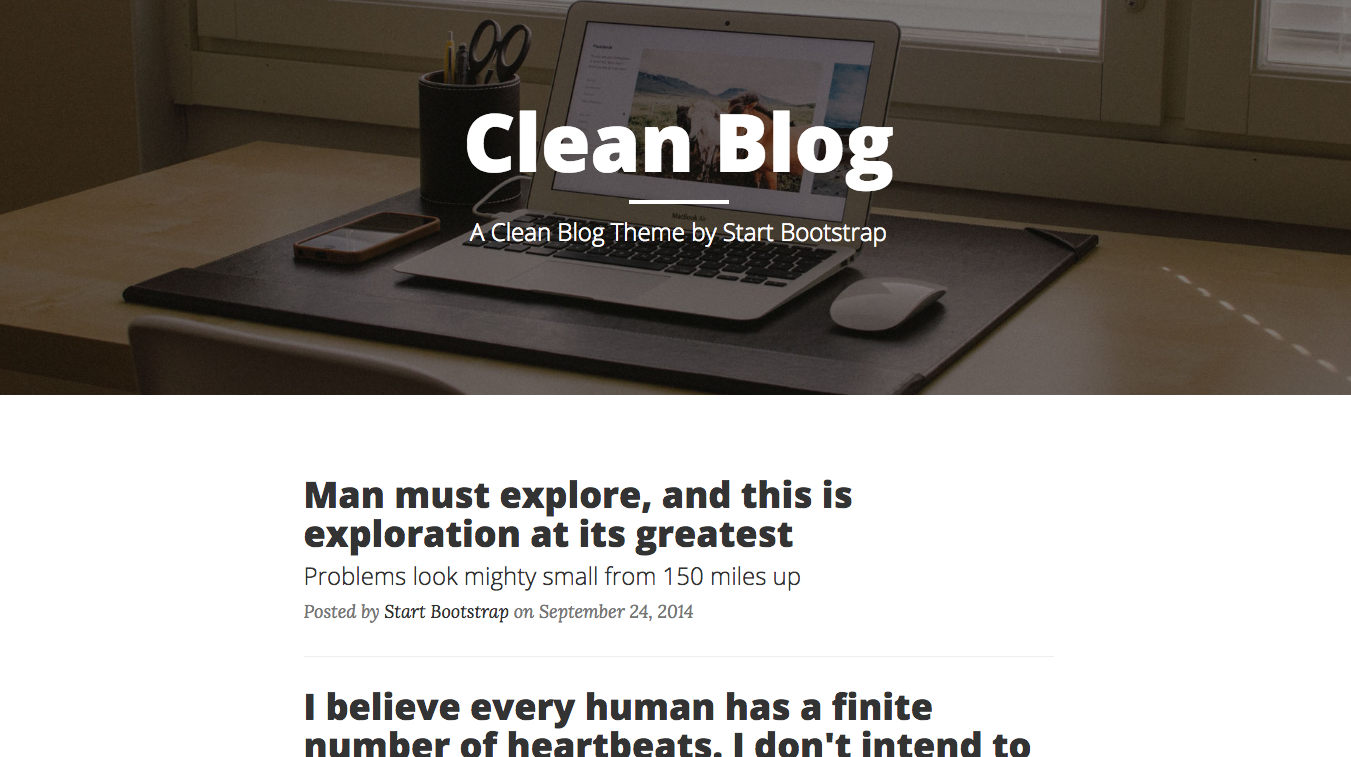 Clean Blog
MacBook Air
A Clean Blog Theme by Start Bootstrap
Man must explore, and this is
exploration at its greatest
Problems look mighty small from 150 miles up
Posted by Start Bootstrap on September 24, 2014
I believe every human has a finite
number of heartbeats. I don't intend to